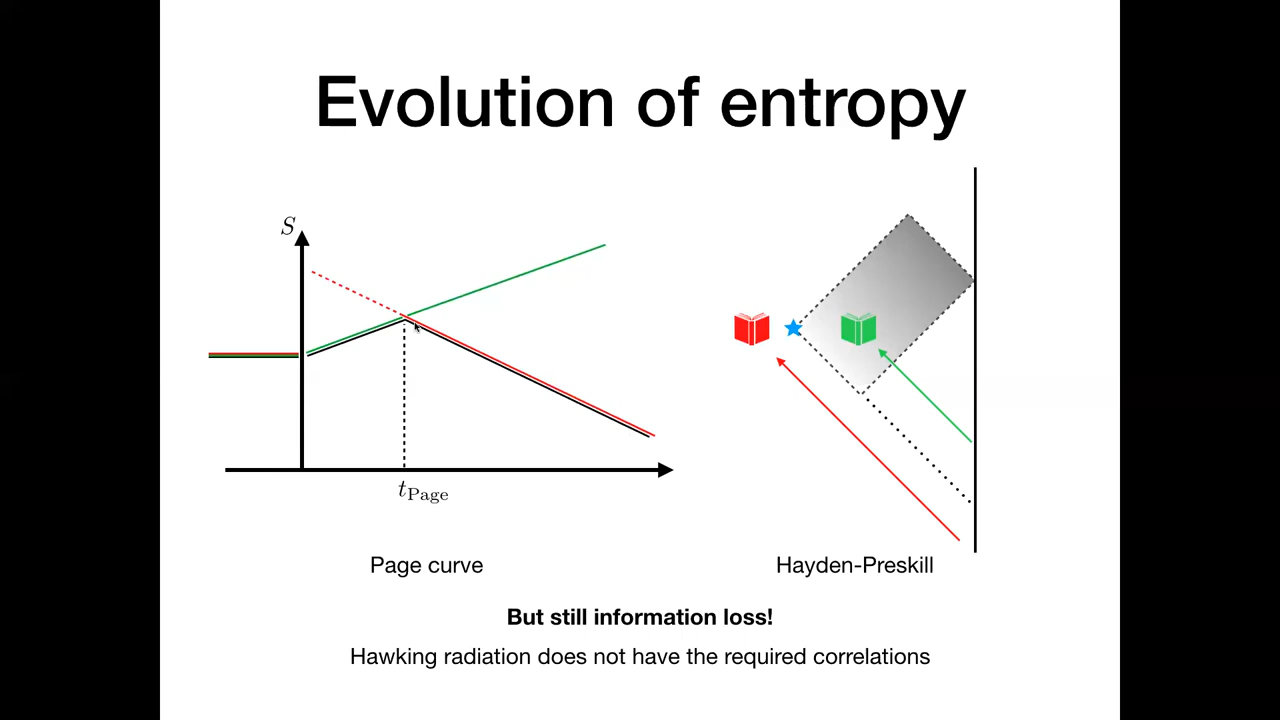 Evolution of entropy
S
t_Page
Page curve
Hayden-Preskill
But still information loss!
Hawking radiation does not have the required correlations